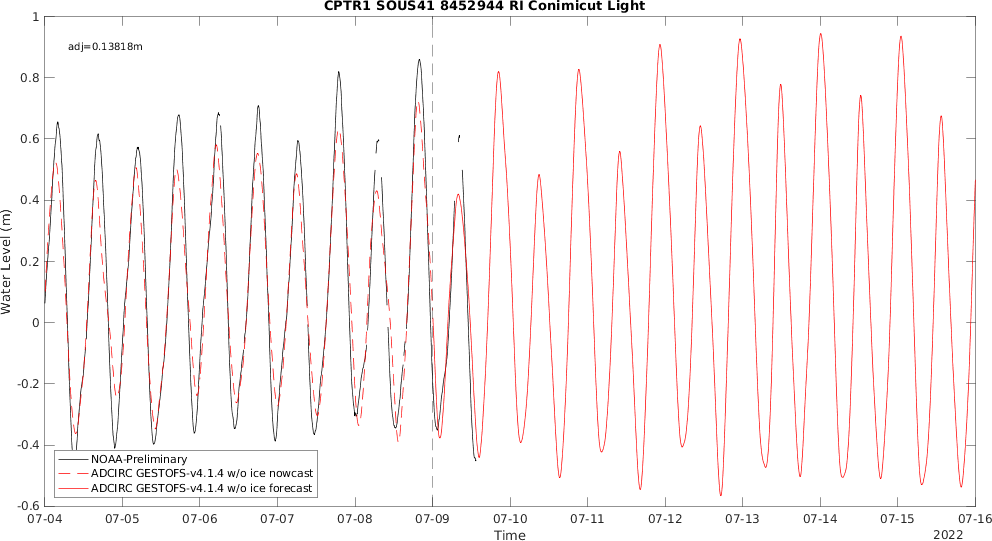 CPTR1 SOUS41 8452944 RI Conimicut Light
adj=0.13818m
1
0.8
0.6
0.4
0.2
0
-0.2
-0.4
-0.6
Water Level (m)
NOAA-Preliminary
ADCIRC GESTOFS-v4.1.4 w/o ice nowcast
ADCIRC GESTOFS-v4.1.4 w/o ice forecast
07-04 07-05 07-06 07-07 07-08 07-09 07-10 07-11 07-12 07-13 07-14 07-15 07-16
Time
2022